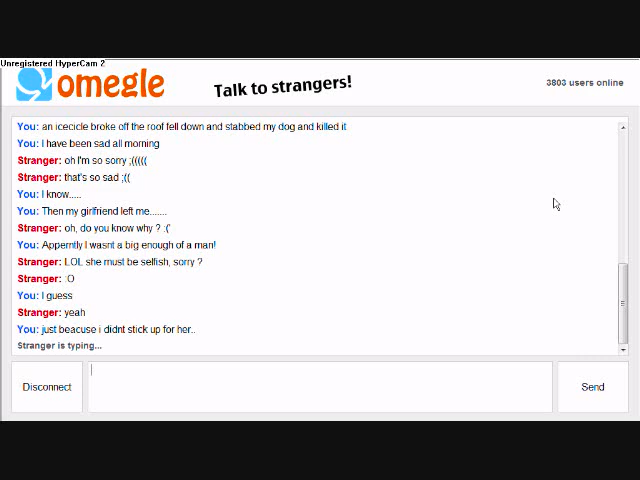 Unregistered HyperCam 2
omegle
Talk to strangers!
3803 users online
You: an icecicle broke off the roof fell down and stabbed my dog and killed it
You: I have been sad all morning
Stranger: oh I'm so sorry ;(((((
Stranger: that's so sad ;((
You: I know.....
You: Then my girlfriend left me.......
Stranger: oh, do you know why ? :('
You: Apperntly I wasnt a big enough of a man!
Stranger: LOL she must be selfish, sorry ?
Stranger: :O
You: I guess
Stranger: yeah
You: just beacuse i didnt stick up for her..
Stranger is typing...
Disconnect
Send